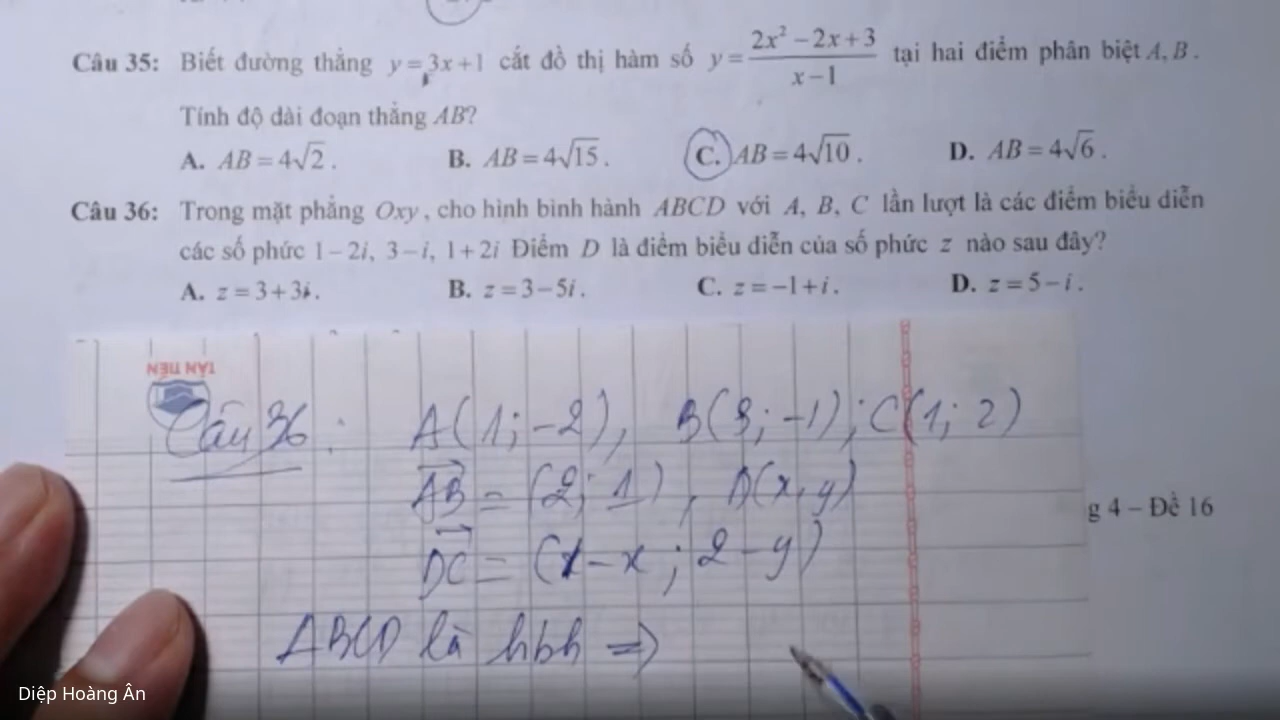 Câu 35: Biết đường thẳng y = 3x + 1 cắt đồ thị hàm số y = \frac{2x² − 2x + 3}{x − 1} tại hai điểm phân biệt A, B.
Tính độ dài đoạn thẳng AB?
A. AB = 4√2. B. AB = 4√15. C. AB = 4√10. D. AB = 4√6.
Câu 36: Trong mặt phẳng Oxy, cho hình bình hành ABCD với A, B, C lần lượt là các điểm biểu diễn
các số phức 1 − 2i, 3 − i, 1 + 2i Điểm D là điểm biểu diễn của số phức z nào sau đây?
A. z = 3 + 3i. B. z = 3 − 5i. C. z = −1 + i. D. z = 5 − i.
TÂN TIẾN
Câu 36: A(1; −2), B(3; −1); C(1; 2)
\overrightarrow{AB} = (2; 1), D(x, y)
g 4 – Đề 16
\overrightarrow{DC} = (1 − x; 2 − y)
ABCD là hbh ⇒
Diệp Hoàng Ân